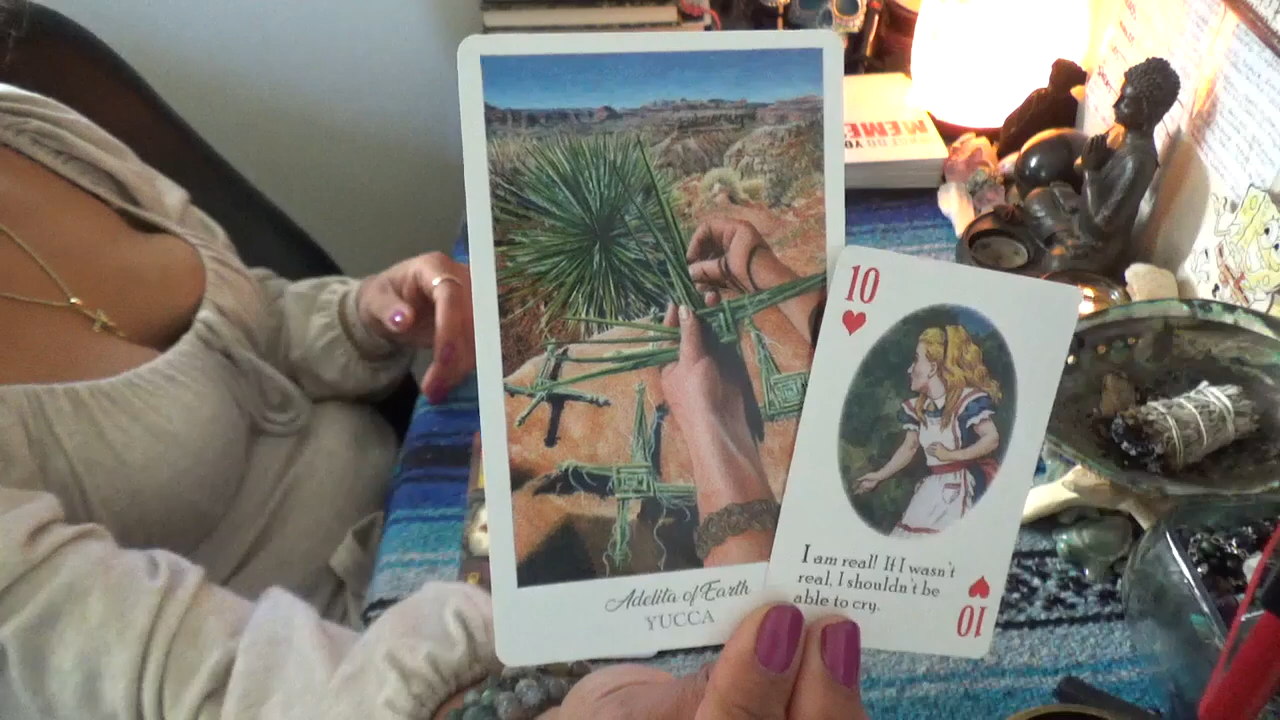 10
Adelita of Earth
YUCCA
I am real! If I wasn't
real, I shouldn't be
able to cry.
10
MEME